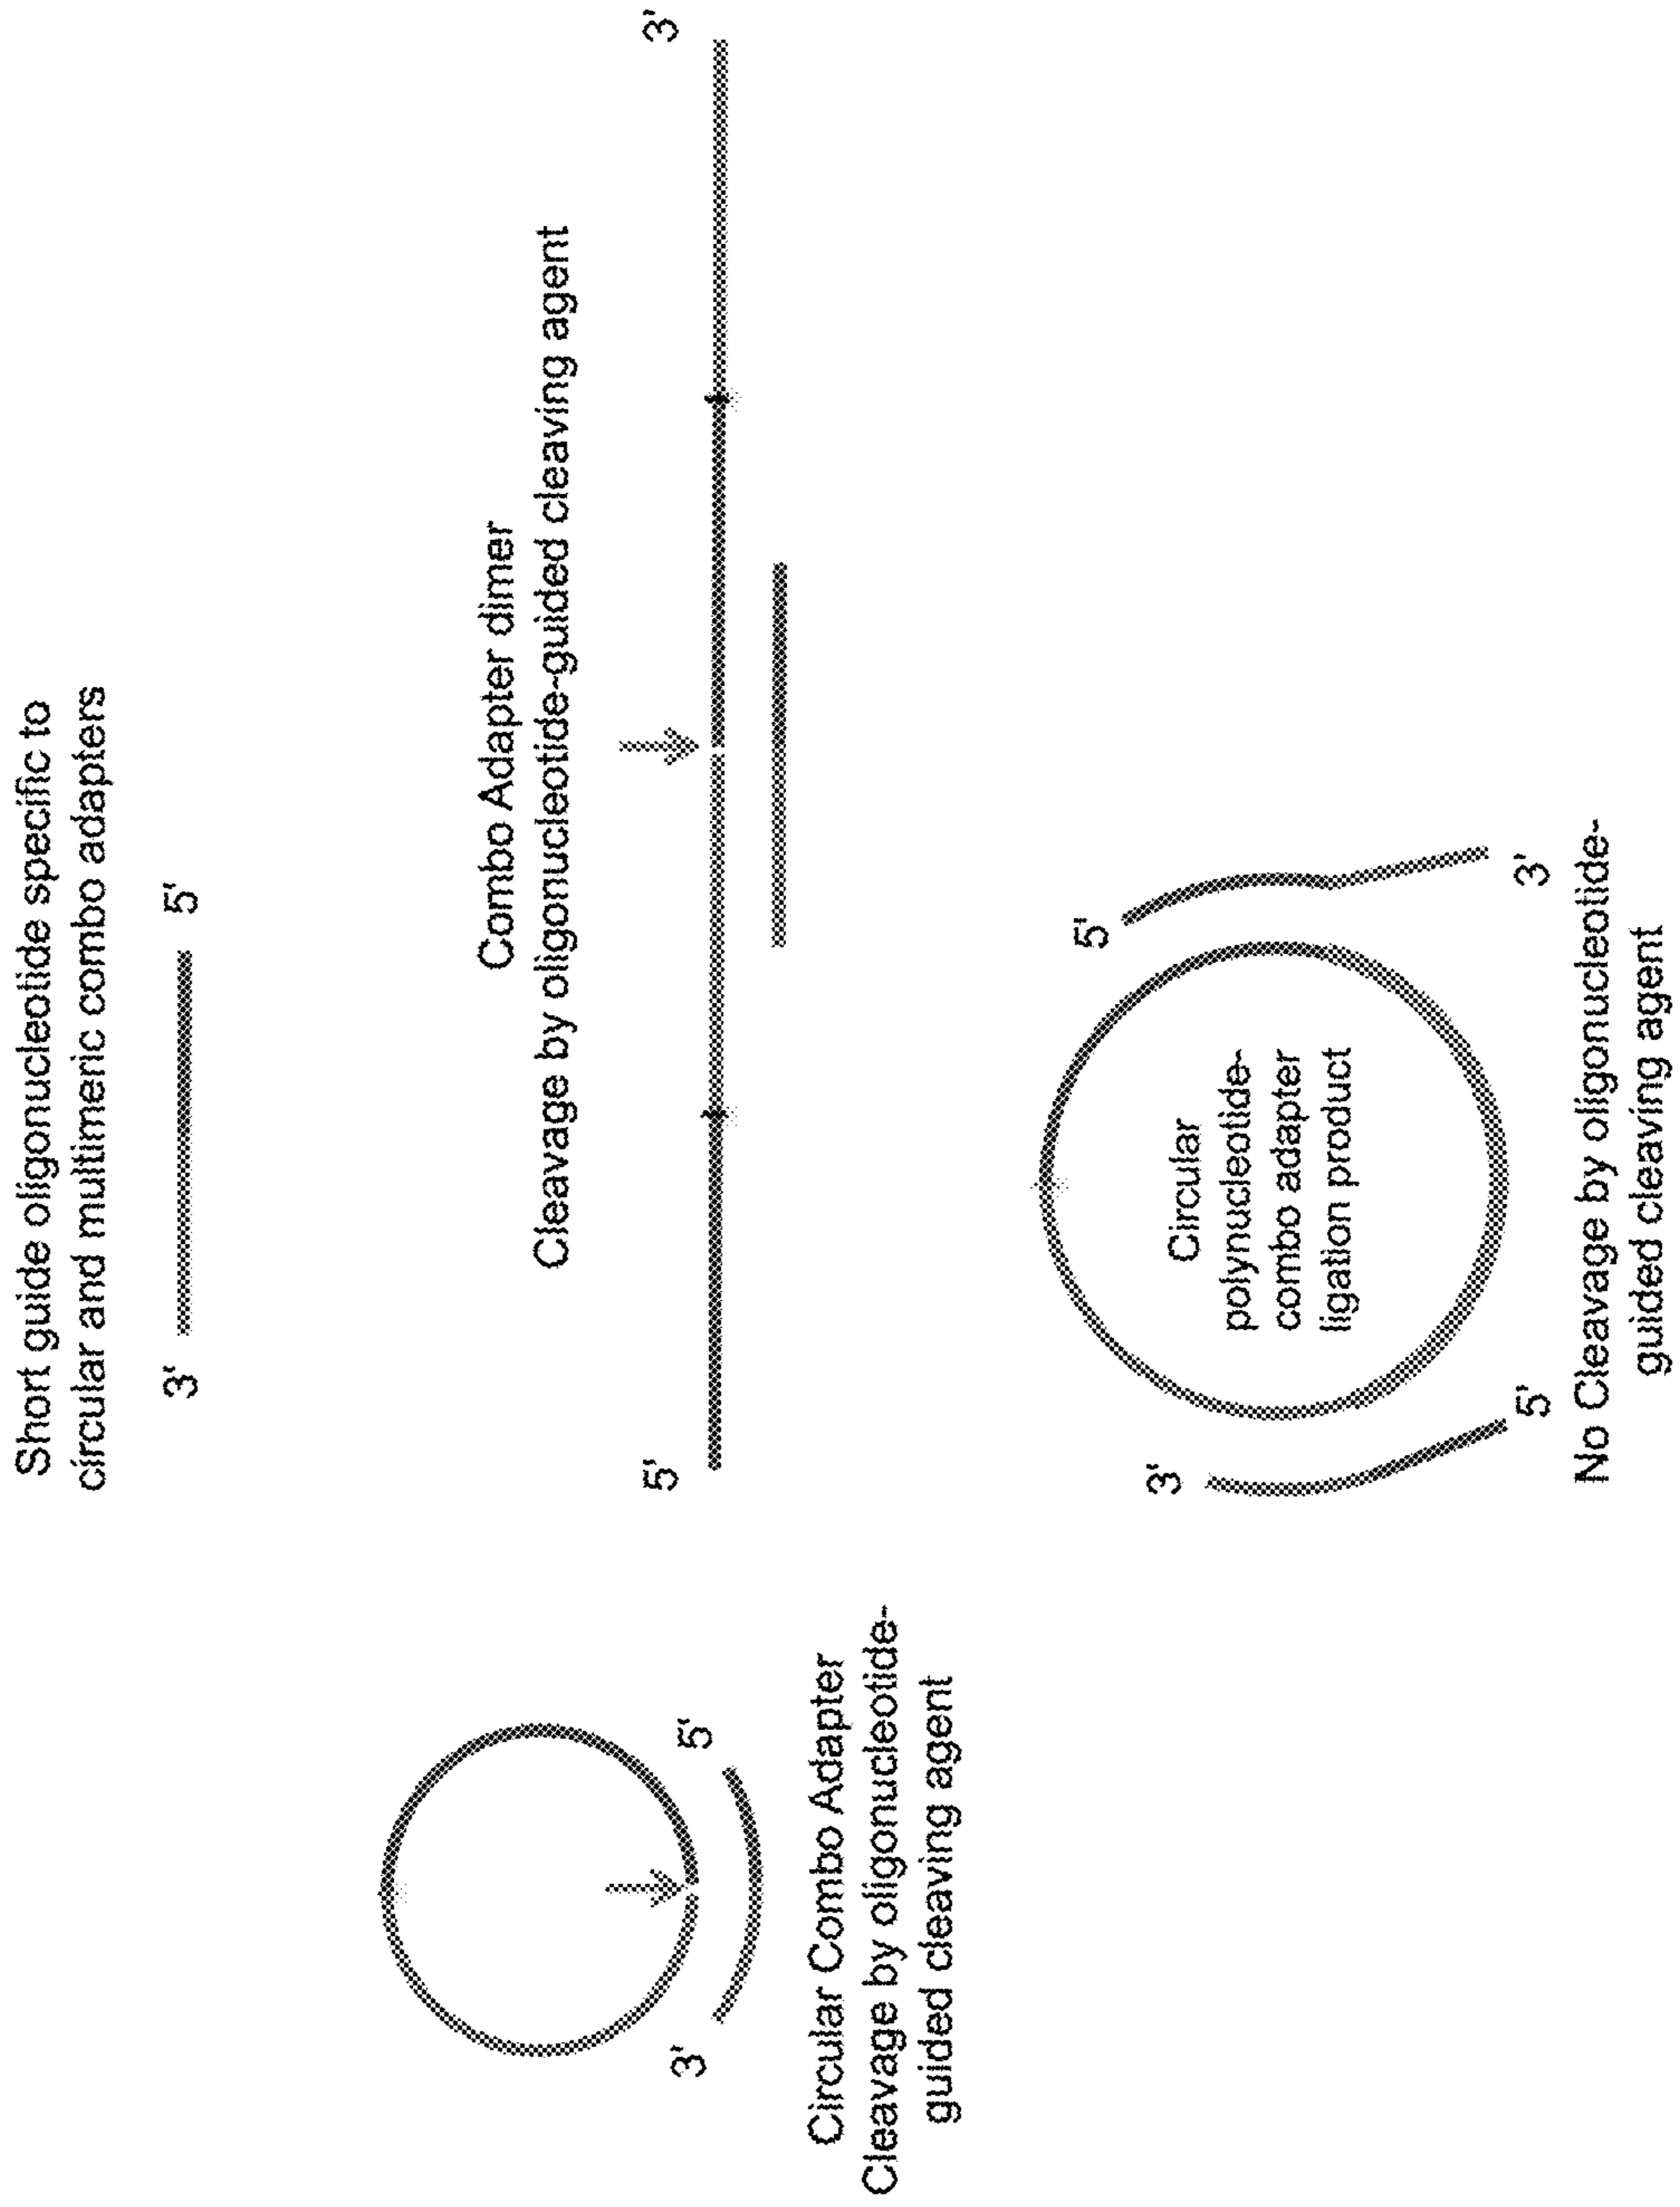 Short guide oligonucleotide specific to
circular and multimeric combo adapters
3'
5'
Combo Adapter dimer
Cleavage by oligonucleotide-guided cleaving agent
5'
3'
3'
5'
Circular Combo Adapter
Cleavage by oligonucleotide-
guided cleaving agent
3'
5'
5'
3'
Circular
polynucleotide-
combo adapter
ligation product
No Cleavage by oligonucleotide-
guided cleaving agent